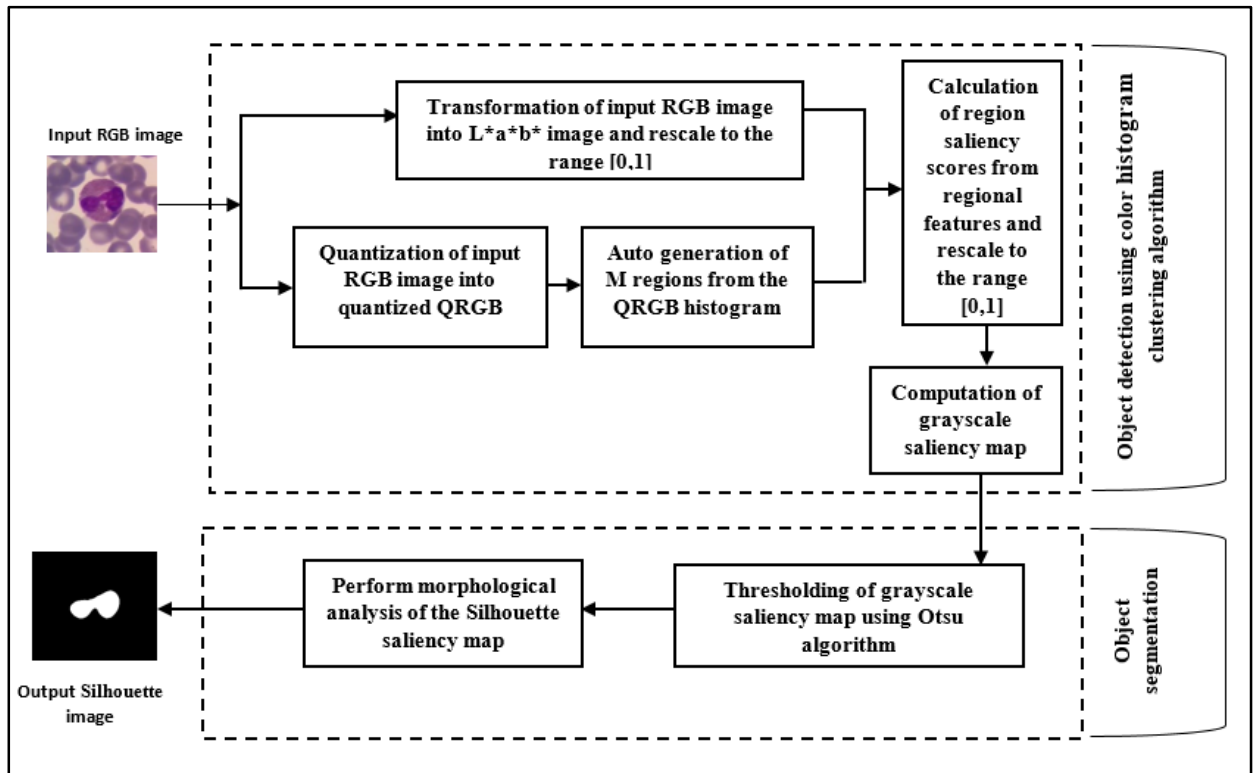 Input RGB image
Transformation of input RGB image
into L*a*b* image and rescale to the
range [0,1]
Quantization of input
RGB image into
quantized QRGB
Auto generation of
M regions from the
QRGB histogram
Calculation
of region
saliency
scores from
regional
features and
rescale to
the range
[0,1]
Computation of
grayscale
saliency map
Object detection using color histogram
clustering algorithm
Thresholding of grayscale
saliency map using Otsu
algorithm
Perform morphological
analysis of the Silhouette
saliency map
Object
segmentation
Output Silhouette
image